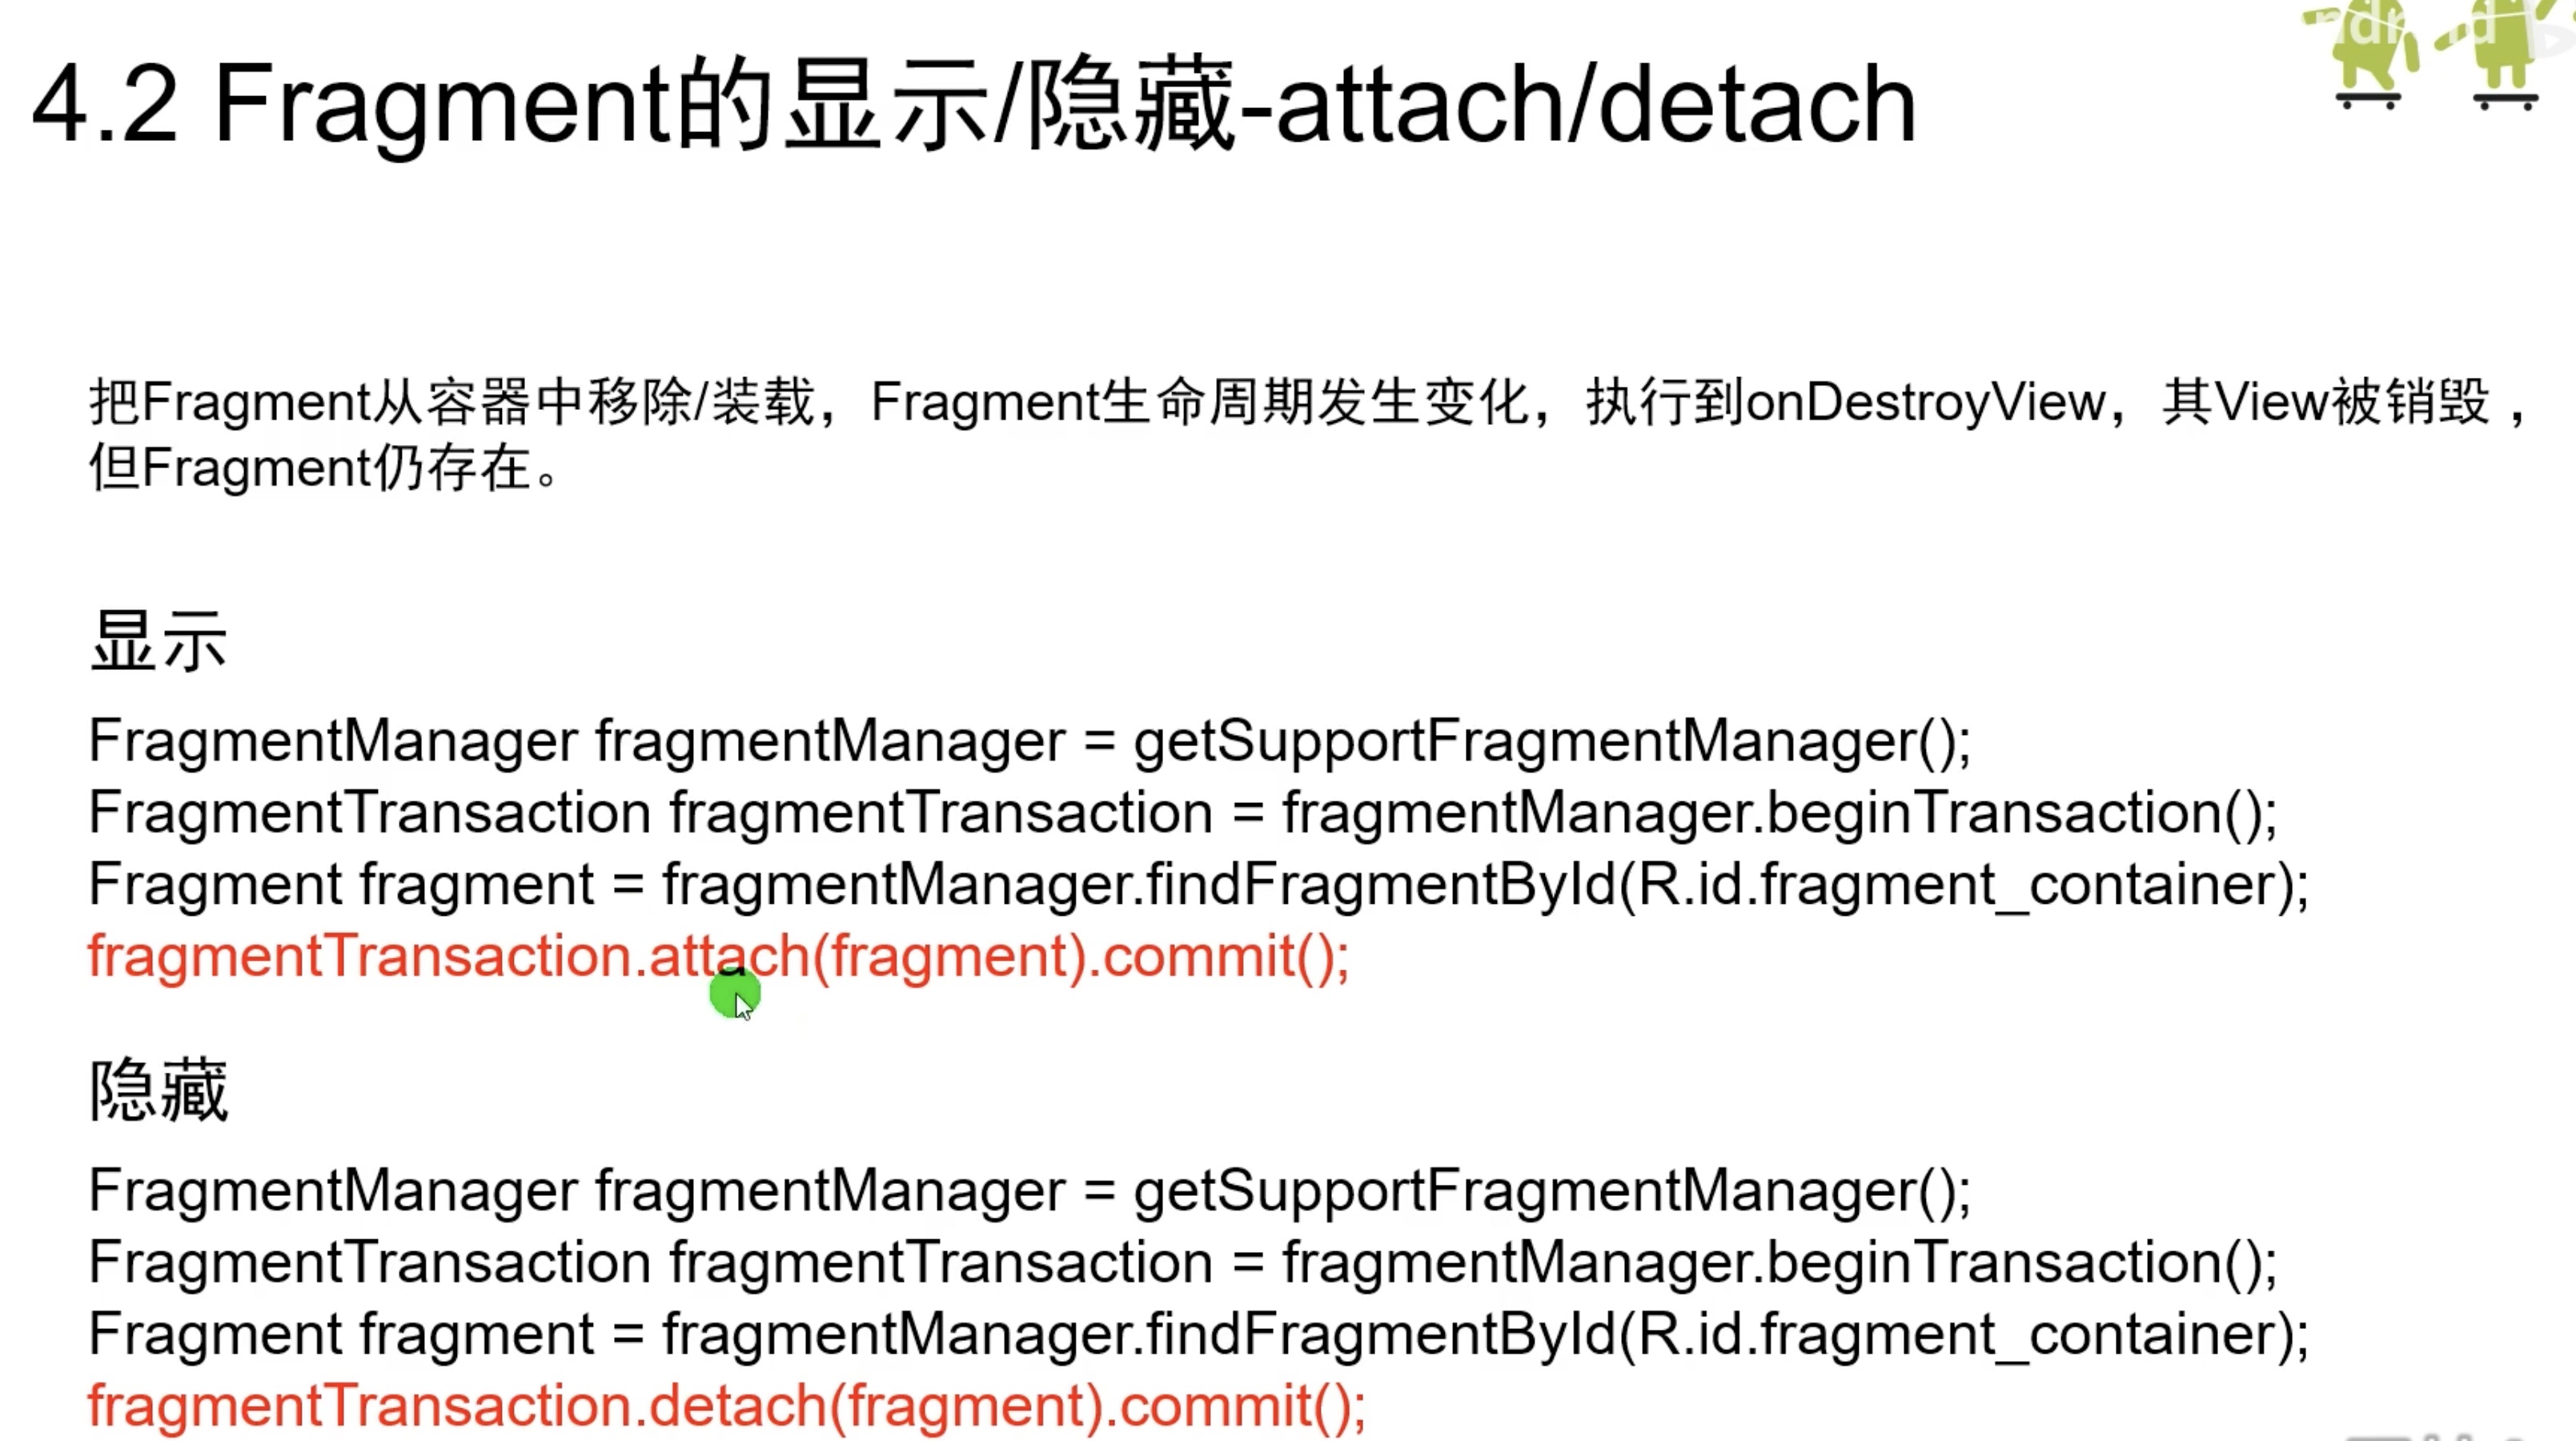 4.2 Fragment的显示/隐藏-attach/detach
把Fragment从容器中移除/装载，Fragment生命周期发生变化，执行到onDestroyView，其View被销毁，
但Fragment仍存在。
显示
FragmentManager fragmentManager = getSupportFragmentManager();
FragmentTransaction fragmentTransaction = fragmentManager.beginTransaction();
Fragment fragment = fragmentManager.findFragmentById(R.id.fragment_container);
fragmentTransaction.attach(fragment).commit();
隐藏
FragmentManager fragmentManager = getSupportFragmentManager();
FragmentTransaction fragmentTransaction = fragmentManager.beginTransaction();
Fragment fragment = fragmentManager.findFragmentById(R.id.fragment_container);
fragmentTransaction.detach(fragment).commit();